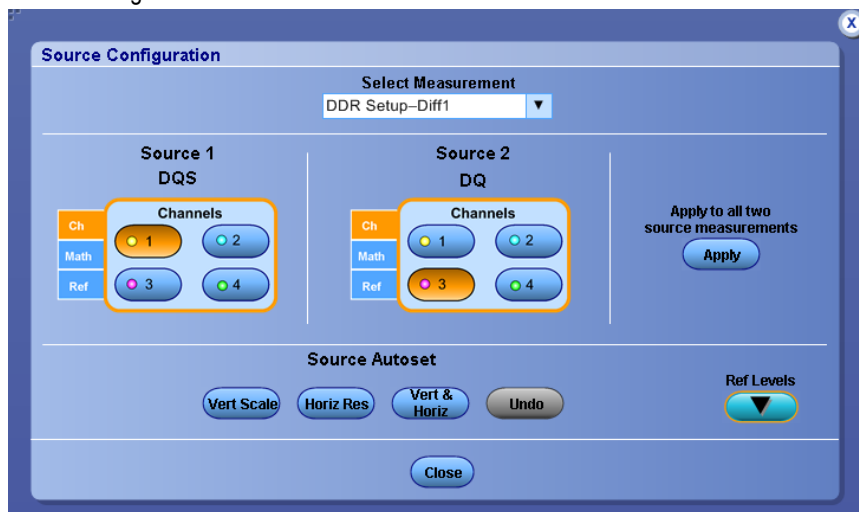 Source Configuration
Select Measurement
DDR Setup–Diff1
Source 1
DQS
Ch
Math
Ref
Channels
1
2
3
4
Source 2
DQ
Ch
Math
Ref
Channels
1
2
3
4
Apply to all two
source measurements
Apply
Source Autoset
Vert Scale
Horiz Res
Vert &
Horiz
Undo
Ref Levels
Close